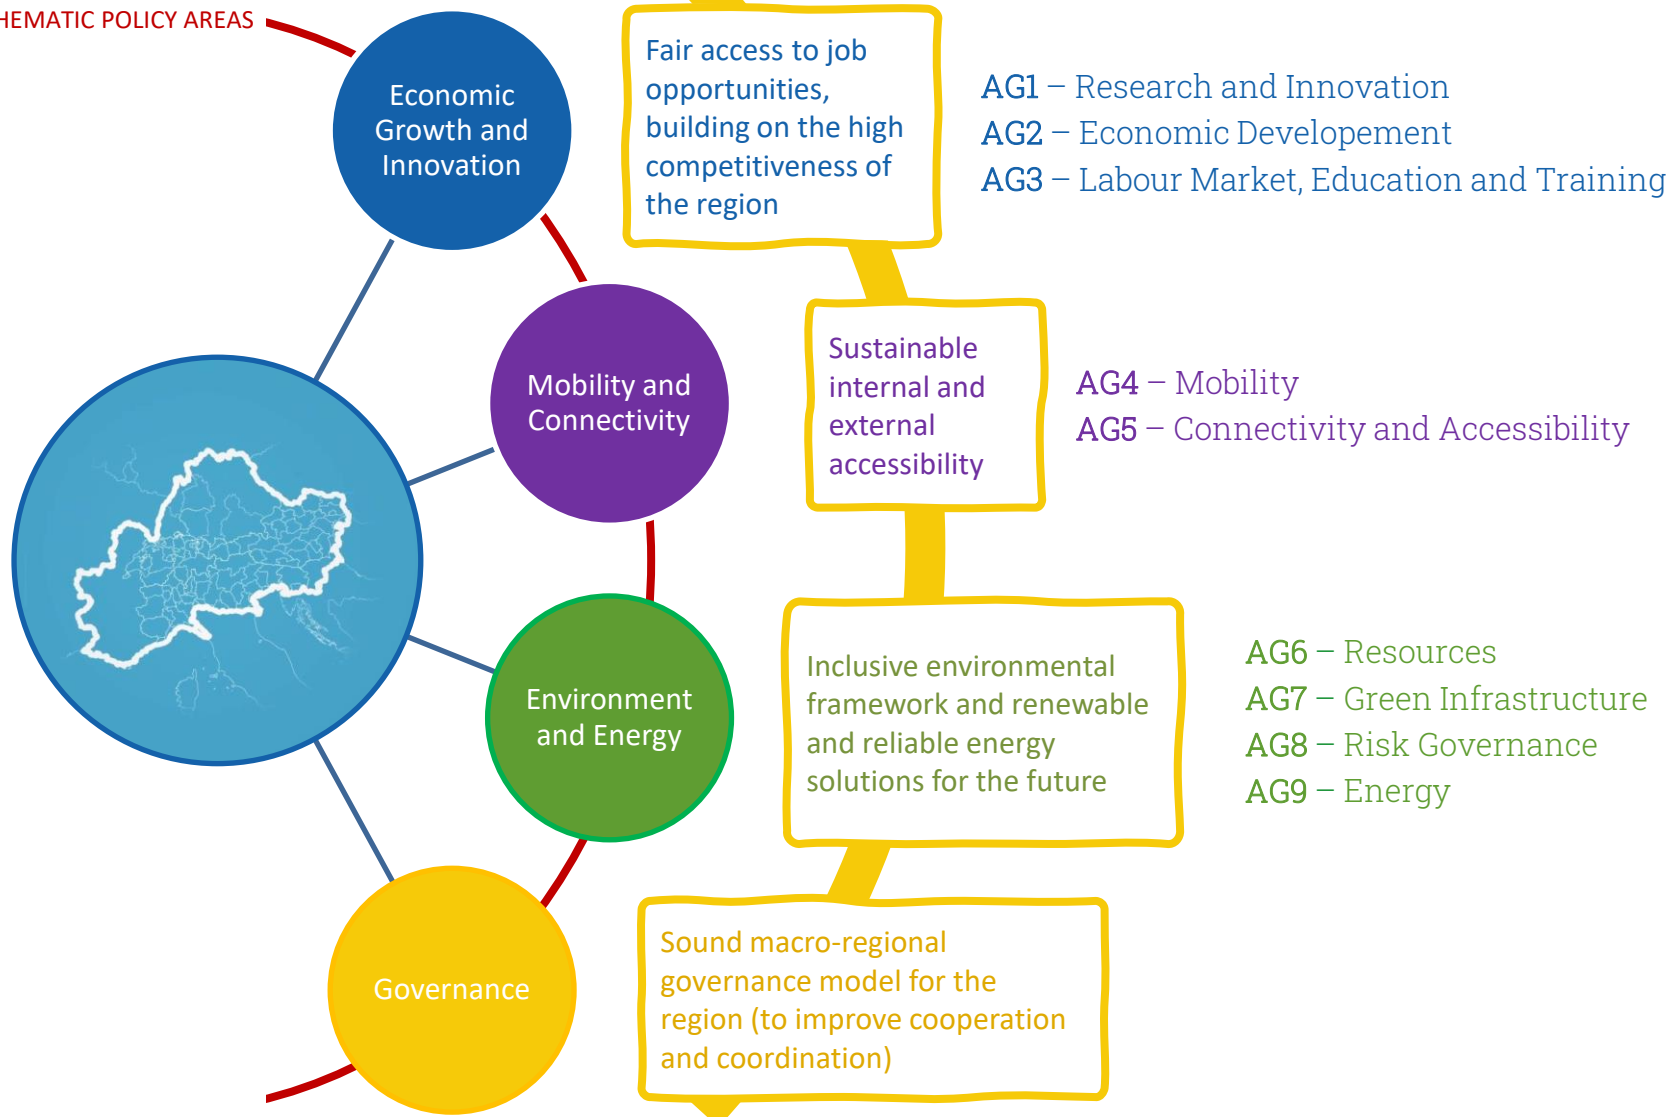 HEMATIC POLICY AREAS
Economic
Growth and
Innovation
Fair access to job
opportunities,
building on the high
competitiveness of
the region
AG1 – Research and Innovation
AG2 – Economic Developement
AG3 – Labour Market, Education and Training
Mobility and
Connectivity
Sustainable
internal and
external
accessibility
AG4 – Mobility
AG5 – Connectivity and Accessibility
Environment
and Energy
Inclusive environmental
framework and renewable
and reliable energy
solutions for the future
AG6 – Resources
AG7 – Green Infrastructure
AG8 – Risk Governance
AG9 – Energy
Governance
Sound macro-regional
governance model for the
region (to improve cooperation
and coordination)